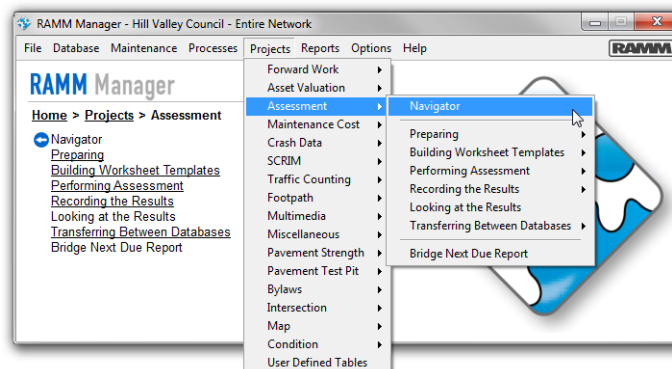 RAMM Manager - Hill Valley Council - Entire Network
File Database Maintenance Processes Projects Reports Options Help
RAMM
RAMM Manager
Home > Projects > Assessment
Navigator
Preparing
Building Worksheet Templates
Performing Assessment
Recording the Results
Looking at the Results
Transferring Between Databases
Bridge Next Due Report
Forward Work
Asset Valuation
Assessment
Maintenance Cost
Crash Data
SCRIM
Traffic Counting
Footpath
Multimedia
Miscellaneous
Pavement Strength
Pavement Test Pit
Bylaws
Intersection
Map
Condition
User Defined Tables
Navigator
Preparing
Building Worksheet Templates
Performing Assessment
Recording the Results
Looking at the Results
Transferring Between Databases
Bridge Next Due Report